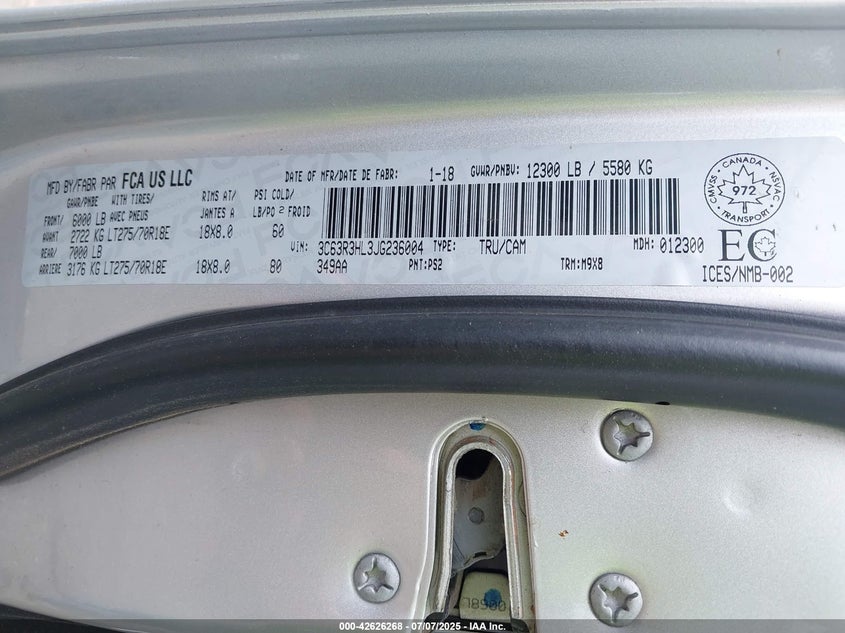 MFD BY/FABR PAR FCA US LLC
DATE OF MFR/DATE DE FABR: 1-18 GVWR/PNBV: 12300 LB / 5580 KG
GAWR/PNBE WITH TIRES/ RIMS AT/ PSI COLD/
FRONT/ 6000 LB AVEC PNEUS JANTES A LB/PO 2 FROID
AVANT 2722 KG LT275/70R18E 18X8.0 60
REAR/ 7000 LB
ARRIERE 3176 KG LT275/70R18E 18X8.0 80
VIN: 3C63R3HL3JG236004 TYPE: TRU/CAM MDH: 012300
349AA PNT:PS2 TRM:M9X8
CANADA
CMVSS 972 NSVAC
TRANSPORT
EC
ICES/NMB-002
000-42626268 - 07/07/2025 - IAA Inc.